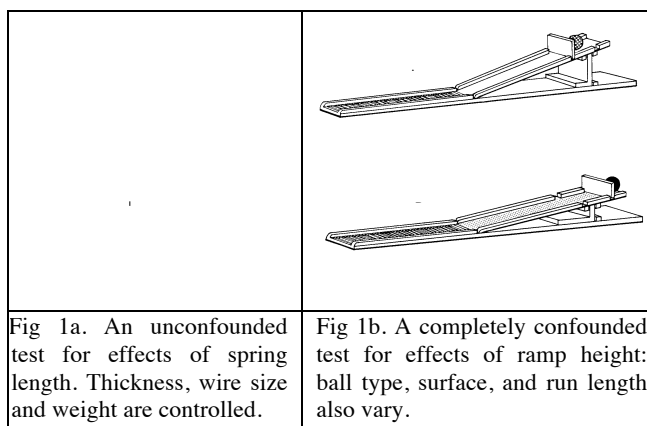 Fig 1a. An unconfounded
test for effects of spring
length. Thickness, wire size
and weight are controlled.
Fig 1b. A completely confounded
test for effects of ramp height:
ball type, surface, and run length
also vary.